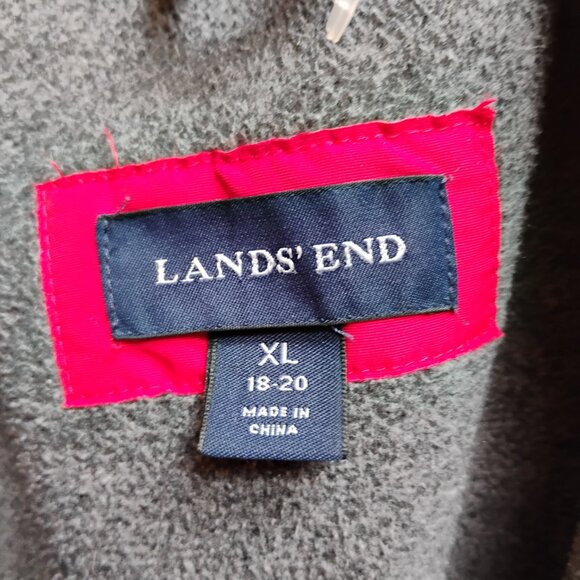 LANDS' END
XL
18-20
MADE IN
CHINA